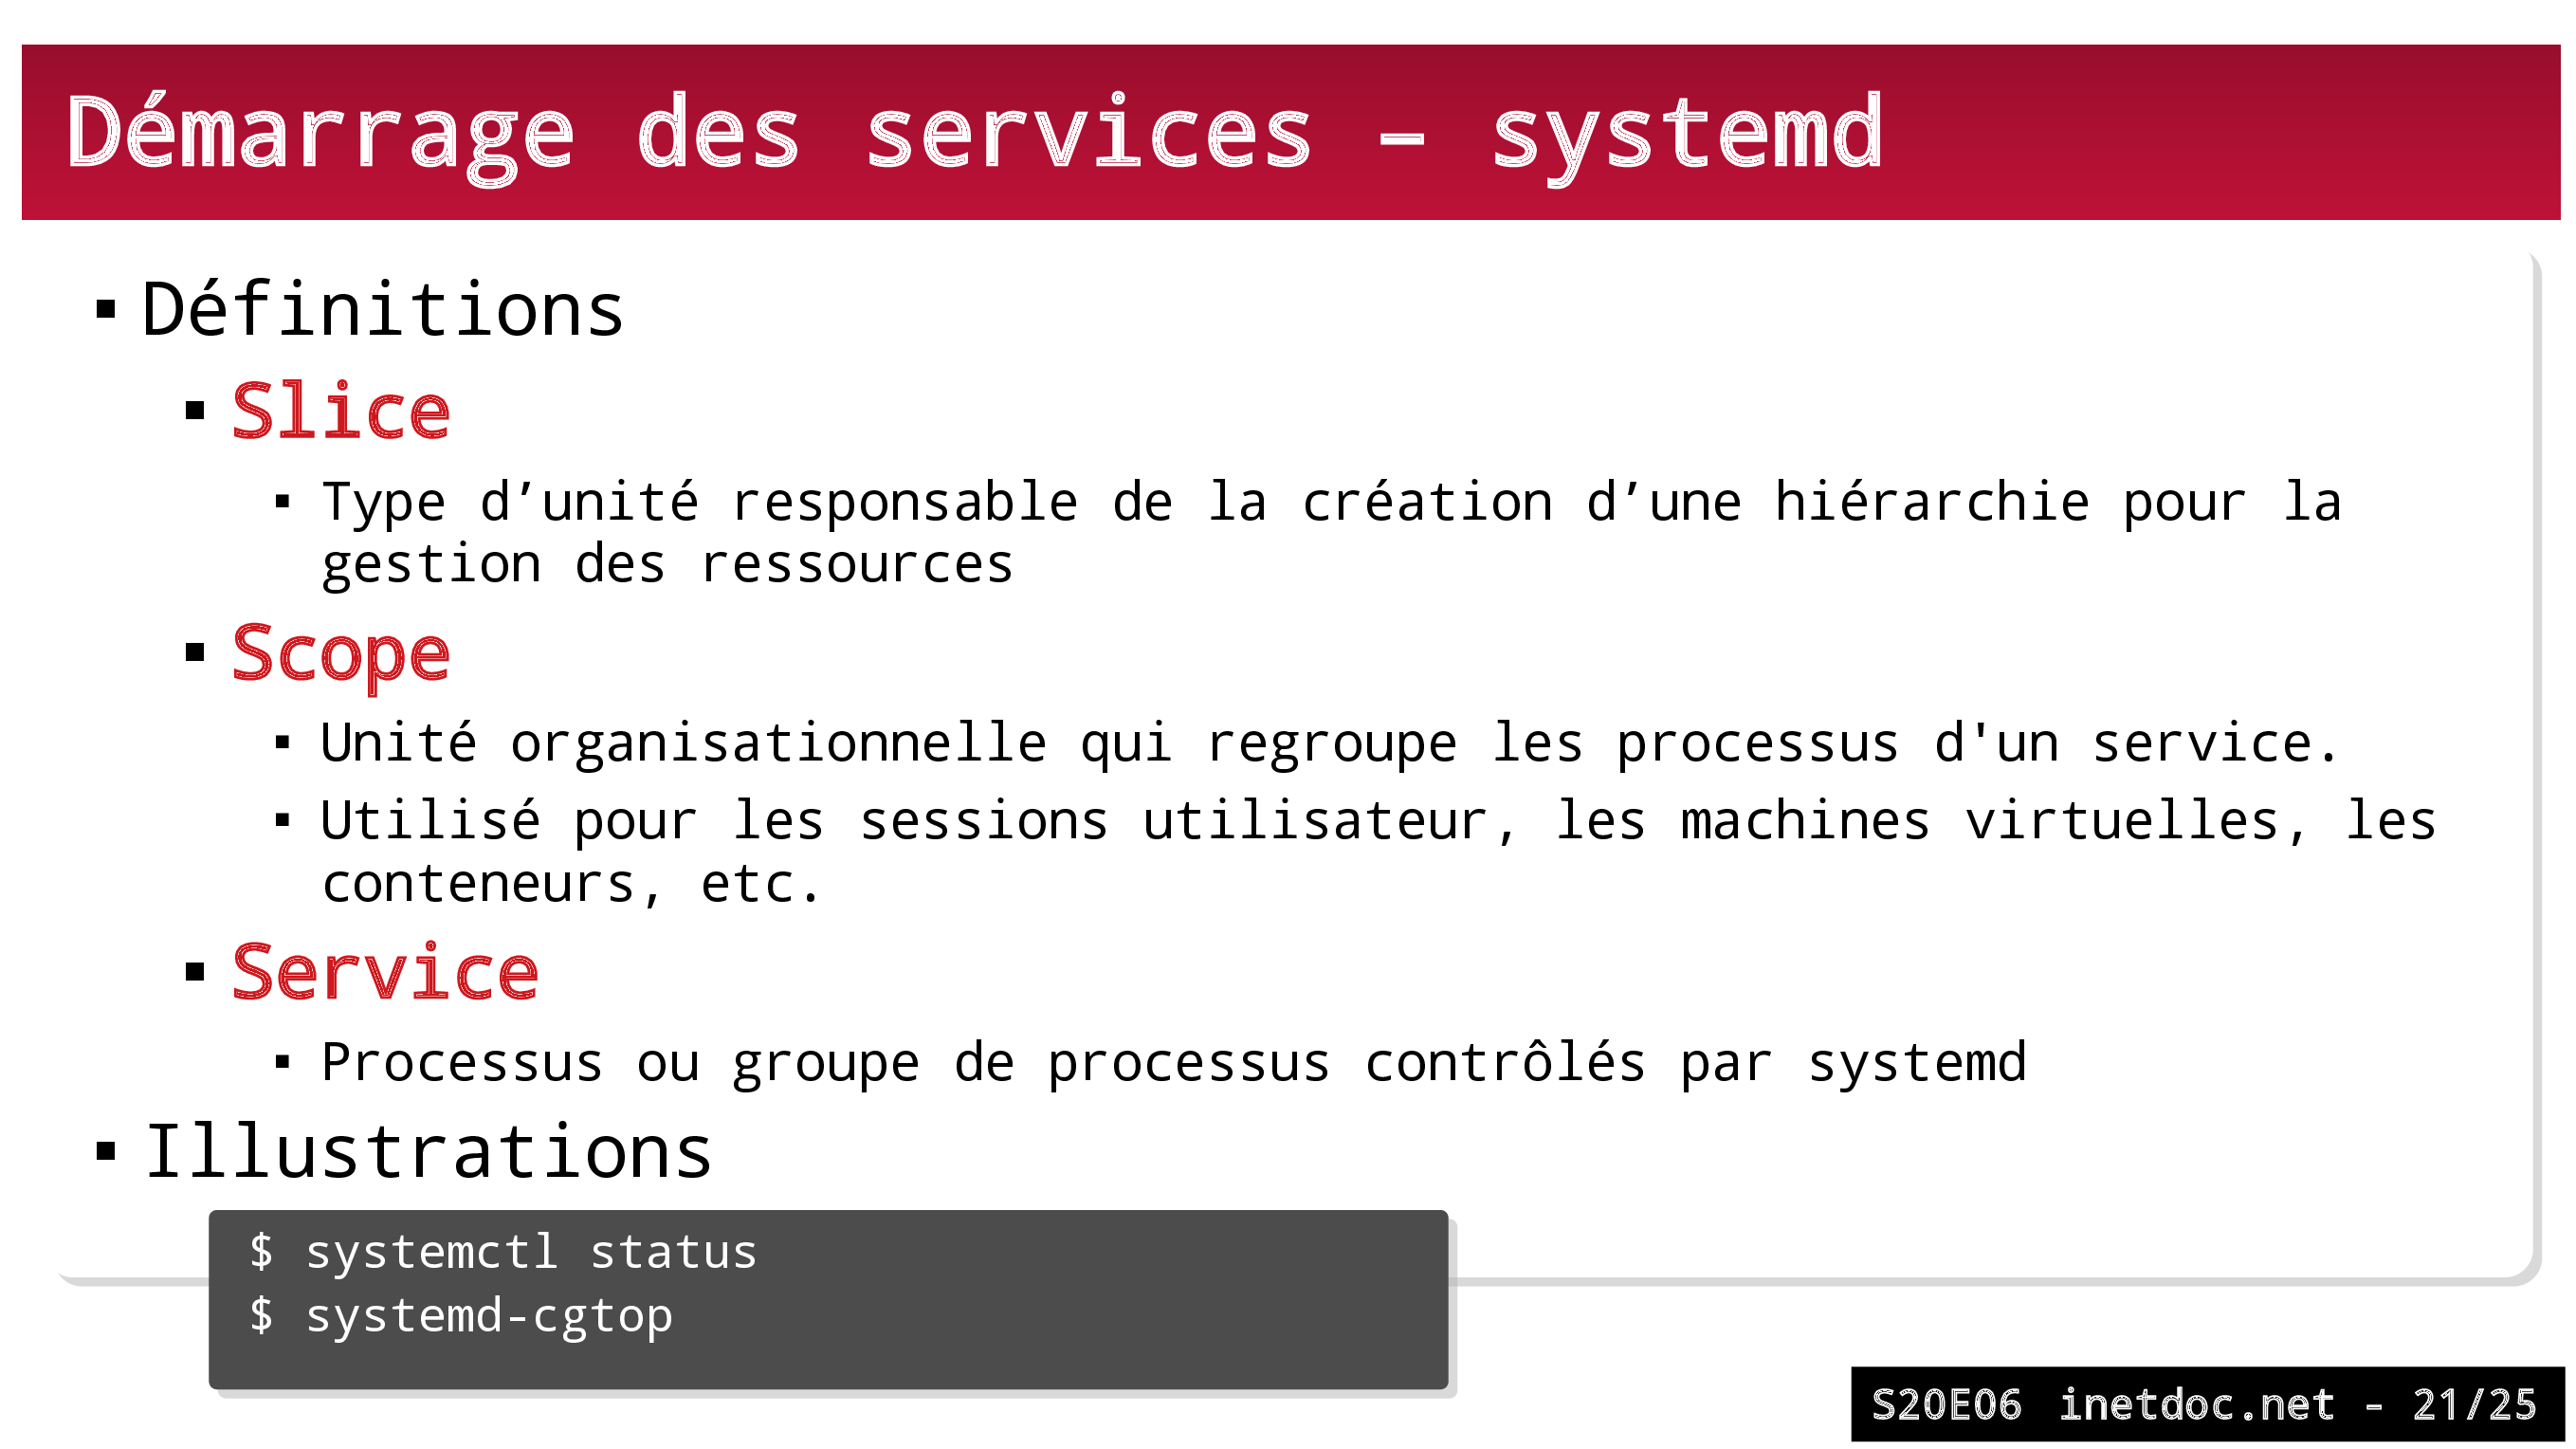 Démarrage des services – systemd
▪ Définitions
▪ Slice
▪ Type d’unité responsable de la création d’une hiérarchie pour la
gestion des ressources
▪ Scope
▪ Unité organisationnelle qui regroupe les processus d'un service.
▪ Utilisé pour les sessions utilisateur, les machines virtuelles, les
conteneurs, etc.
▪ Service
▪ Processus ou groupe de processus contrôlés par systemd
▪ Illustrations
$ systemctl status
$ systemd-cgtop
S20E06 inetdoc.net - 21/25